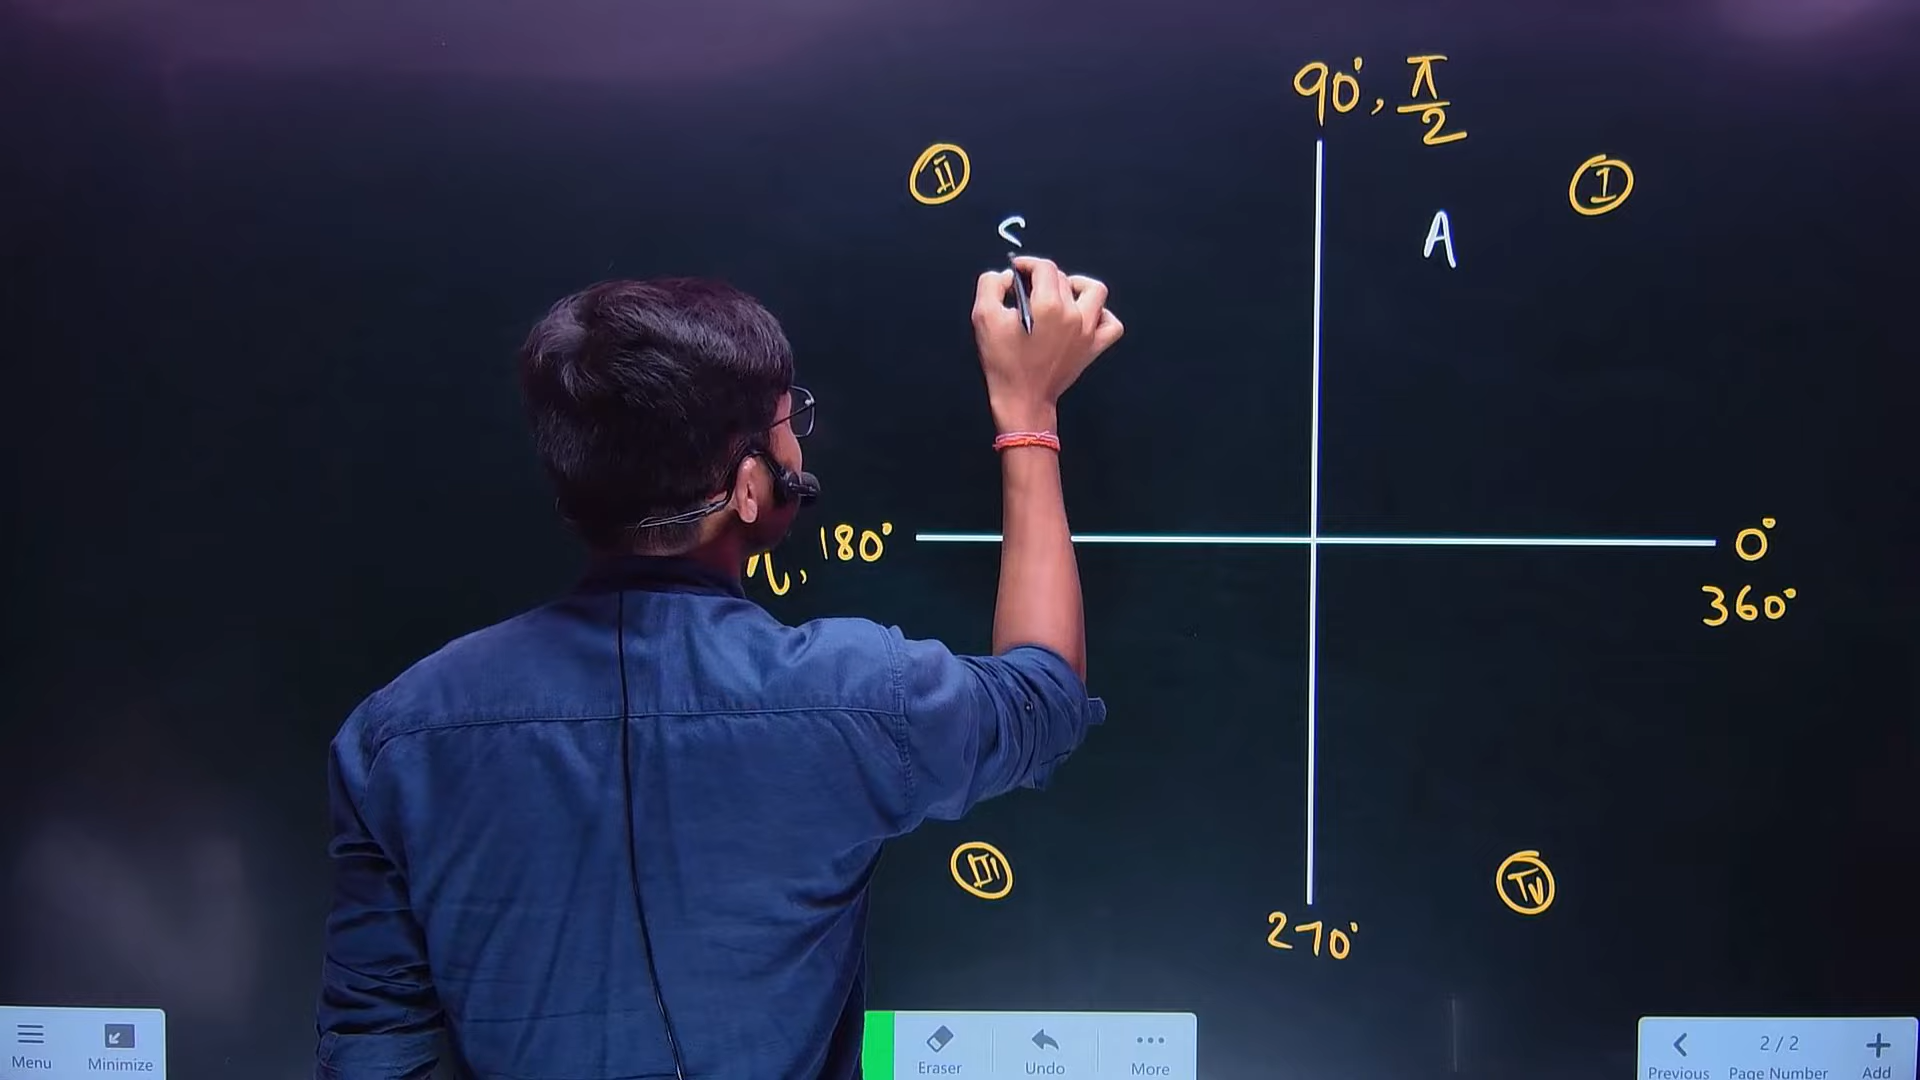 90°, π/2
II
I
S
A
π, 180°
0°
360°
III
IV
270°
Menu
Minimize
Eraser
Undo
More
2 / 2
Previous
Page Number
Add